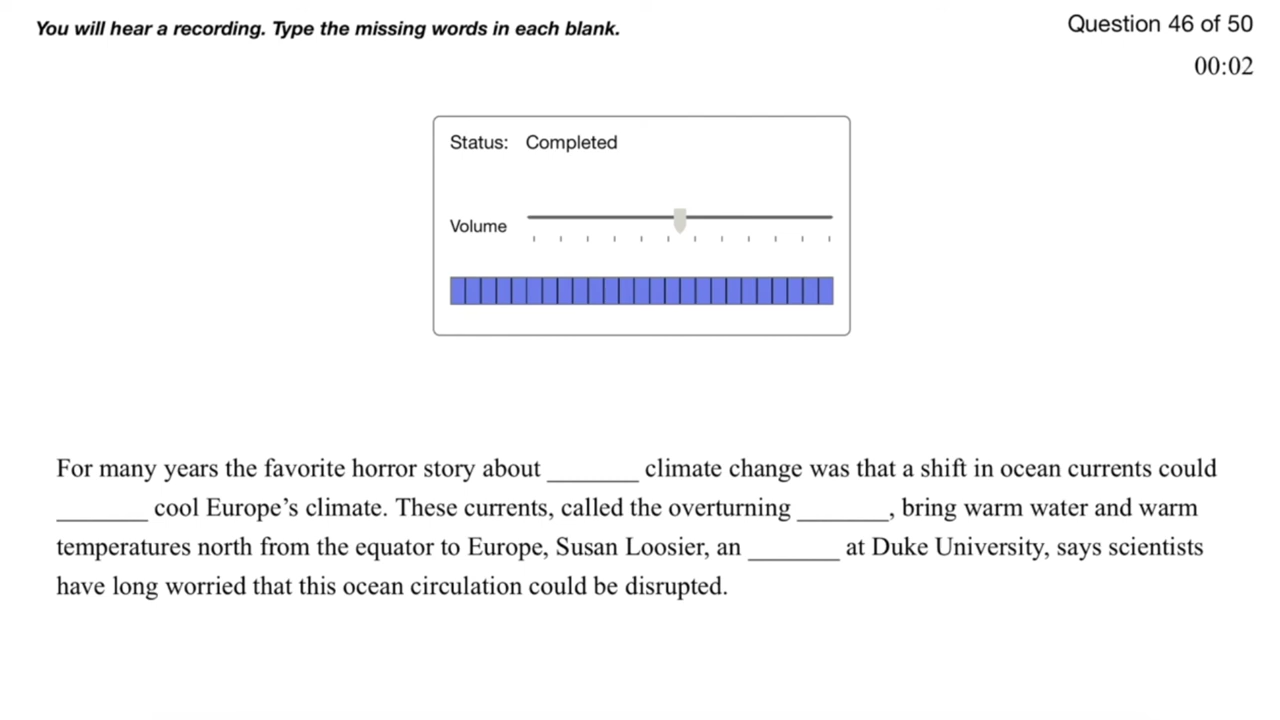 You will hear a recording. Type the missing words in each blank.
Question 46 of 50
00:02
Status: Completed
Volume
For many years the favorite horror story about _______ climate change was that a shift in ocean currents could
_______ cool Europe’s climate. These currents, called the overturning _______, bring warm water and warm
temperatures north from the equator to Europe, Susan Loosier, an _______ at Duke University, says scientists
have long worried that this ocean circulation could be disrupted.